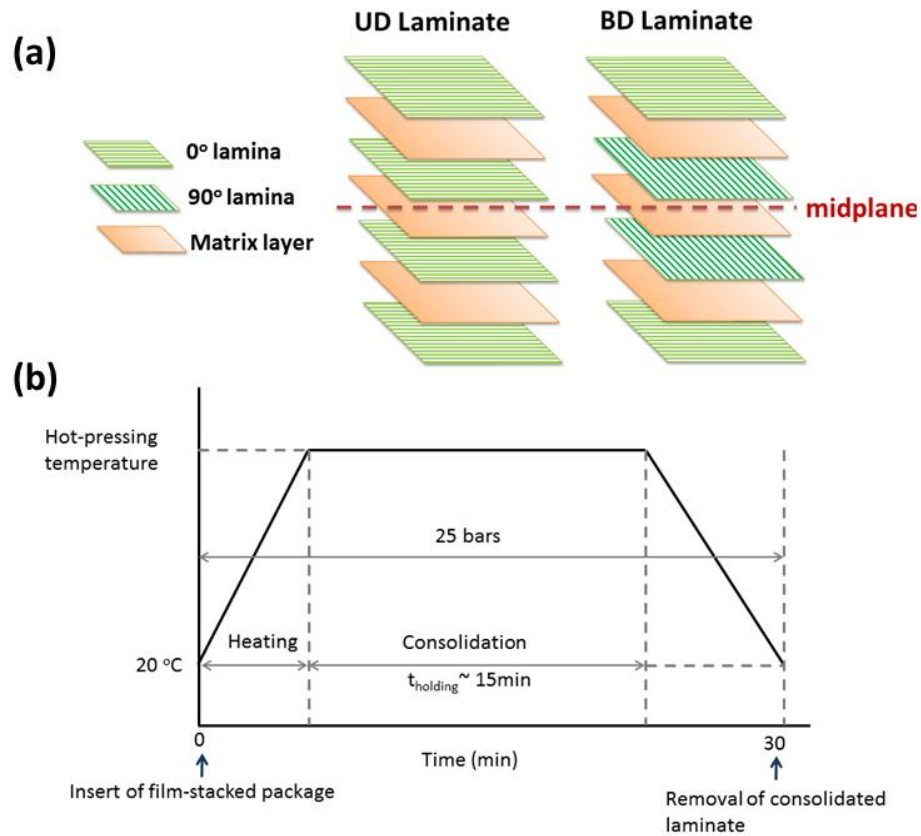 (a)
UD Laminate
BD Laminate
0° lamina
90° lamina
Matrix layer
midplane
(b)
Hot-pressing
temperature
25 bars
Heating
Consolidation
20 °C
tholding~ 15min
0
30
Time (min)
Insert of film-stacked package
Removal of consolidated
laminate